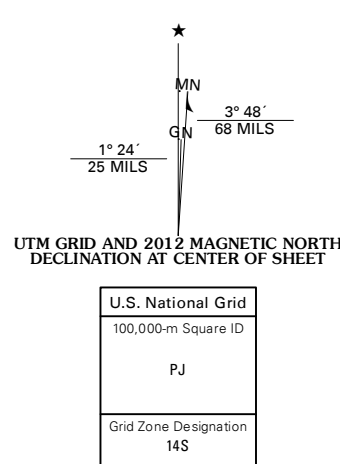 ★
MN
GN
3° 48´
68 MILS
1° 24´
25 MILS
UTM GRID AND 2012 MAGNETIC NORTH
DECLINATION AT CENTER OF SHEET
U.S. National Grid
100,000-m Square ID
PJ
Grid Zone Designation
14S